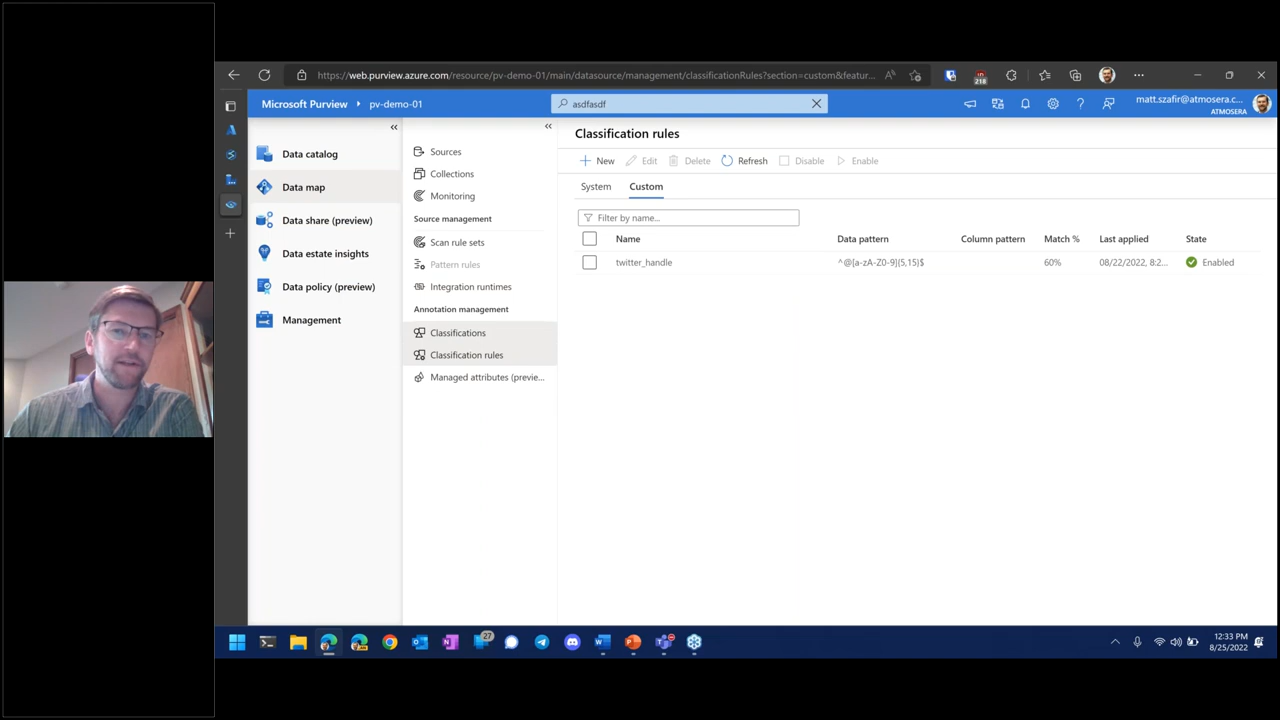 https://web.purview.azure.com/resource/pv-demo-01/main/datasource/management/classificationRules?section=custom&featur...
218
Microsoft Purview
pv-demo-01
asdfasdf
matt.szafir@atmosera.c...
ATMOSERA
Data catalog
Data map
Data share (preview)
Data estate insights
Data policy (preview)
Management
Sources
Collections
Monitoring
Source management
Scan rule sets
Pattern rules
Integration runtimes
Annotation management
Classifications
Classification rules
Managed attributes (previe...
Classification rules
New Edit Delete Refresh Disable Enable
System Custom
Filter by name...
Name Data pattern Column pattern Match % Last applied State
twitter_handle ^@[a-zA-Z0-9]{5,15}$ 60% 08/22/2022, 8:2... Enabled
27
12:33 PM
8/25/2022